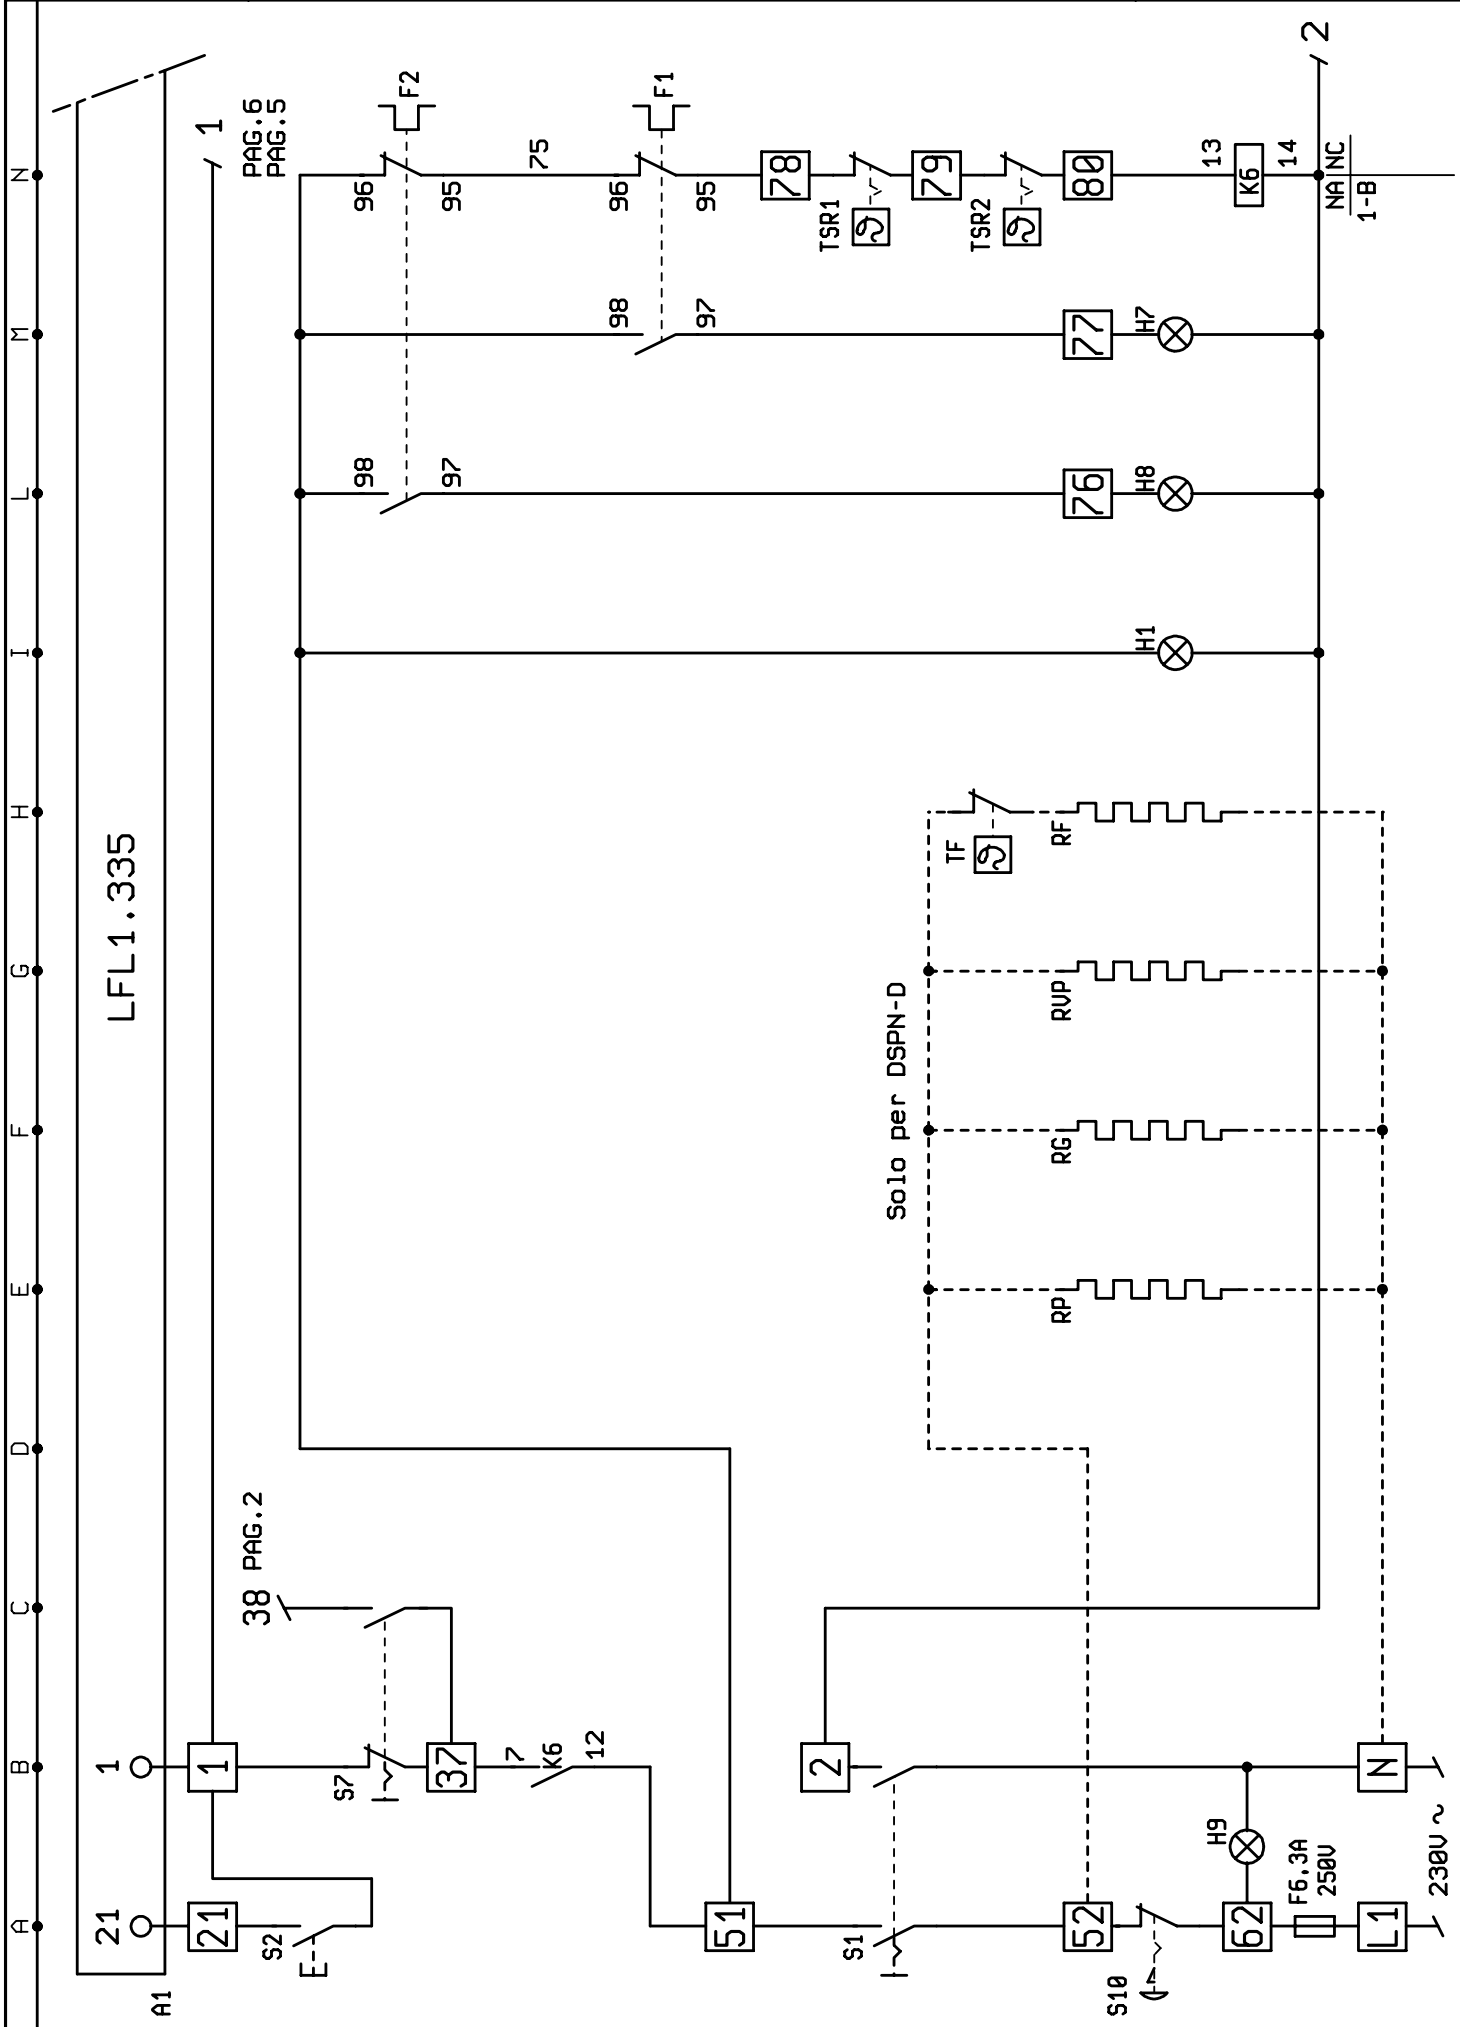 A
B
C
D
E
F
G
H
I
L
M
N
LFL1.335
A1
21
1
21
1
1
PAG.6
PAG.5
38 PAG.2
S2
S7
37
7
K6
12
51
S1
2
52
S10
62
H9
F6,3A
250V
L1
N
230V ~
Solo per DSPN-D
RP
RG
RVP
TF
RF
H1
98
97
76
H8
98
97
77
H7
96
F2
95
75
96
F1
95
78
TSR1
79
TSR2
80
13
K6
14
NA NC
1-B
2